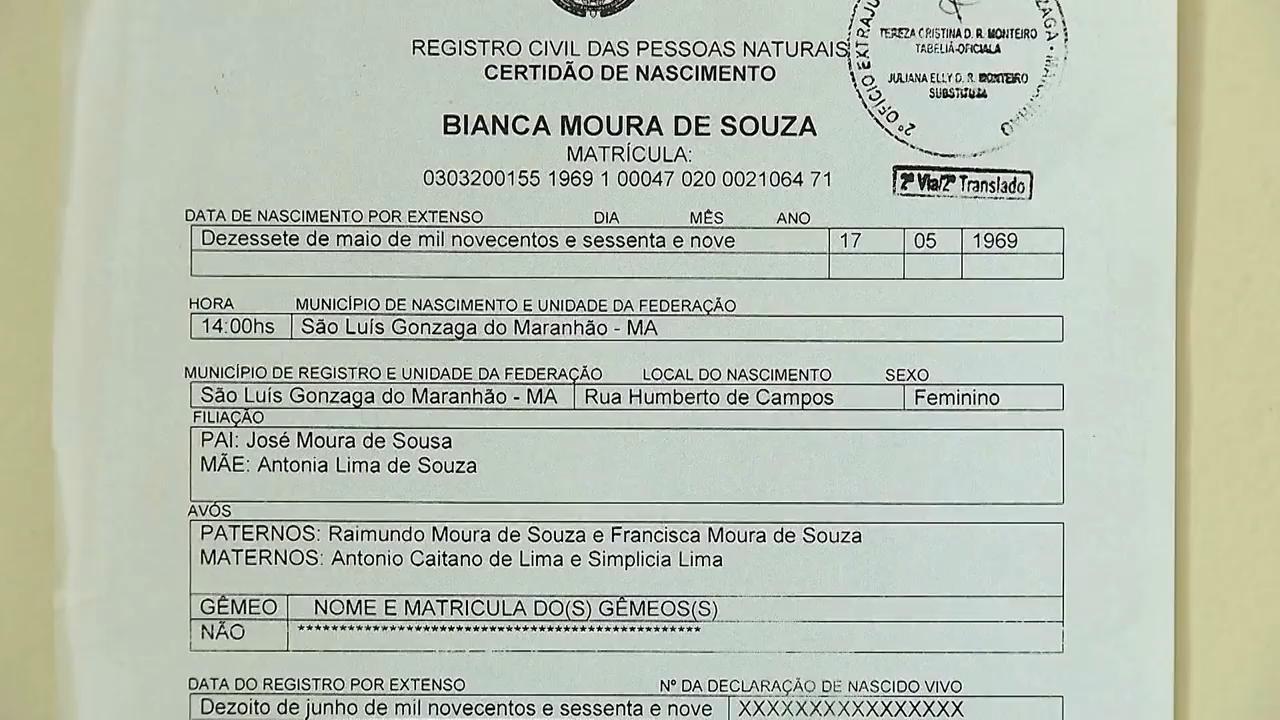 REGISTRO CIVIL DAS PESSOAS NATURAIS
CERTIDÃO DE NASCIMENTO
TEREZA CRISTINA D. R. MONTEIRO
TABELIÃ-OFICIALA
JULIANA ELLY D. R. MONTEIRO
SUBSTITUTA
2º OFÍCIO EXTRAJU
ZAGA
BIANCA MOURA DE SOUZA
MATRÍCULA:
0303200155 1969 1 00047 020 0021064 71
2ª Via/2º Translado
DATA DE NASCIMENTO POR EXTENSO DIA MÊS ANO
Dezessete de maio de mil novecentos e sessenta e nove 17 05 1969
HORA MUNICÍPIO DE NASCIMENTO E UNIDADE DA FEDERAÇÃO
14:00hs São Luís Gonzaga do Maranhão - MA
MUNICÍPIO DE REGISTRO E UNIDADE DA FEDERAÇÃO LOCAL DO NASCIMENTO SEXO
São Luís Gonzaga do Maranhão - MA Rua Humberto de Campos Feminino
FILIAÇÃO
PAI: José Moura de Sousa
MÃE: Antonia Lima de Souza
AVÓS
PATERNOS: Raimundo Moura de Souza e Francisca Moura de Souza
MATERNOS: Antonio Caitano de Lima e Simplicia Lima
GÊMEO NOME E MATRICULA DO(S) GÊMEOS(S)
NÃO ************************************************
DATA DO REGISTRO POR EXTENSO Nº DA DECLARAÇÃO DE NASCIDO VIVO
Dezoito de junho de mil novecentos e sessenta e nove XXXXXXXXXXXXXXXX